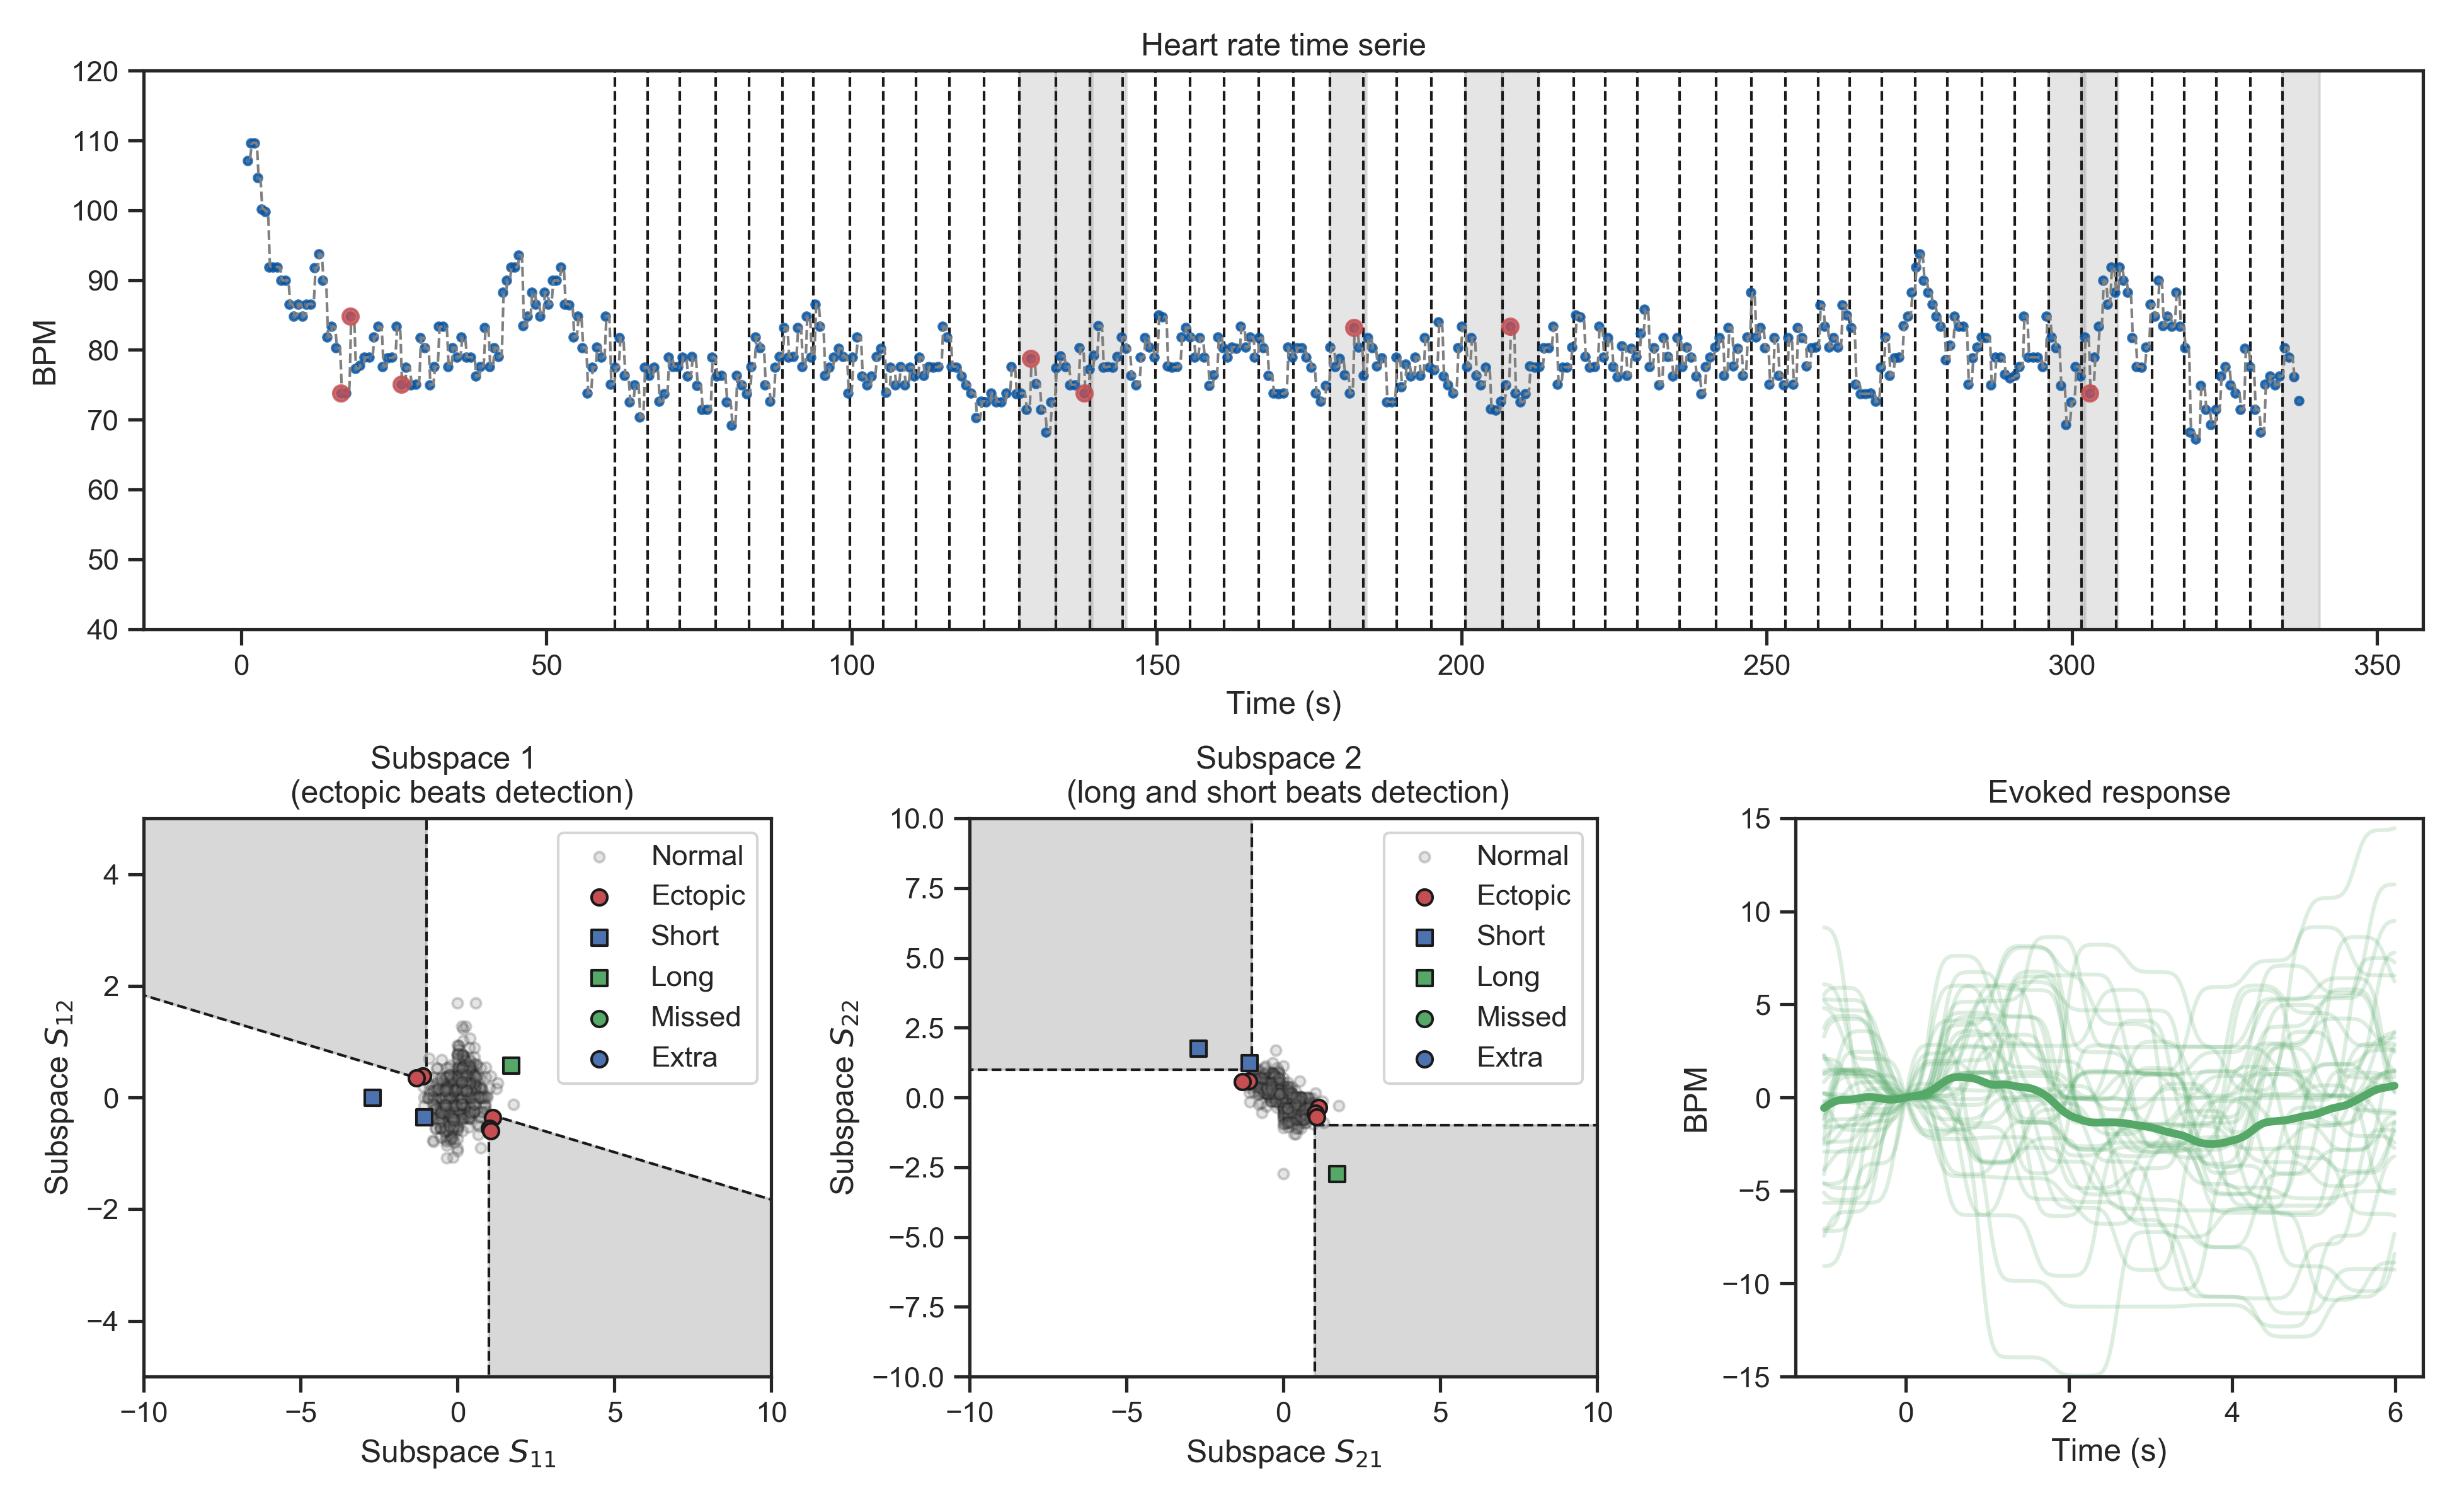 Heart rate time serie
120
110
100
90
80
70
60
50
40
BPM
0 50 100 150 200 250 300 350
Time (s)
Subspace 1
(ectopic beats detection)
4
2
0
−2
−4
Subspace S12
−10 −5 0 5 10
Subspace S11
Normal
Ectopic
Short
Long
Missed
Extra
Subspace 2
(long and short beats detection)
10.0
7.5
5.0
2.5
0.0
−2.5
−5.0
−7.5
−10.0
Subspace S22
−10 −5 0 5 10
Subspace S21
Normal
Ectopic
Short
Long
Missed
Extra
Evoked response
15
10
5
0
−5
−10
−15
BPM
0 2 4 6
Time (s)